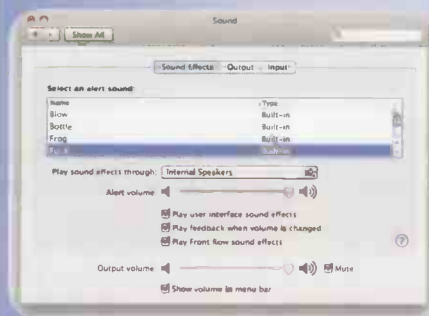 Sound
Show All
Sound Effects Output Input
Select an alert sound:
Name Type
Blow Built-in
Bottle Built-in
Frog Built-in
Built-in
Play sound effects through: Internal Speakers
Alert volume
Play user interface sound effects
Play feedback when volume is changed
Play Front Row sound effects
Output volume Mute
Show volume in menu bar